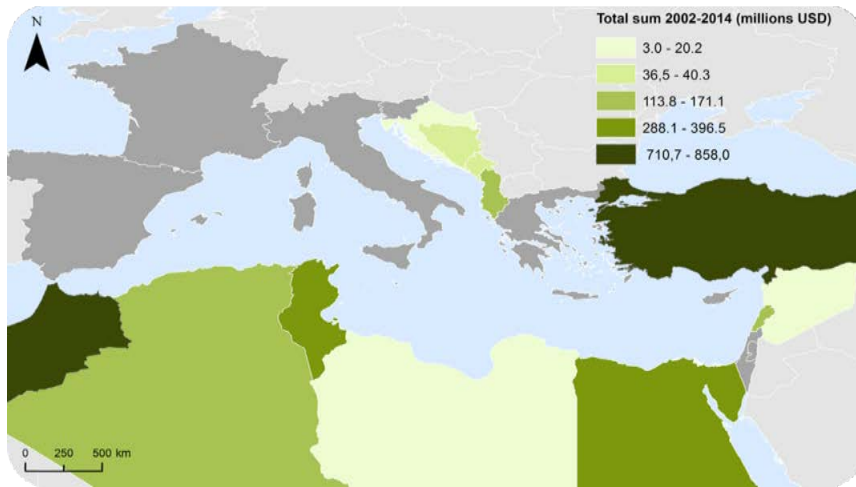 N
Total sum 2002-2014 (millions USD)
3.0 - 20.2
36,5 - 40.3
113.8 - 171.1
288.1 - 396.5
710,7 - 858,0
0 250 500 km